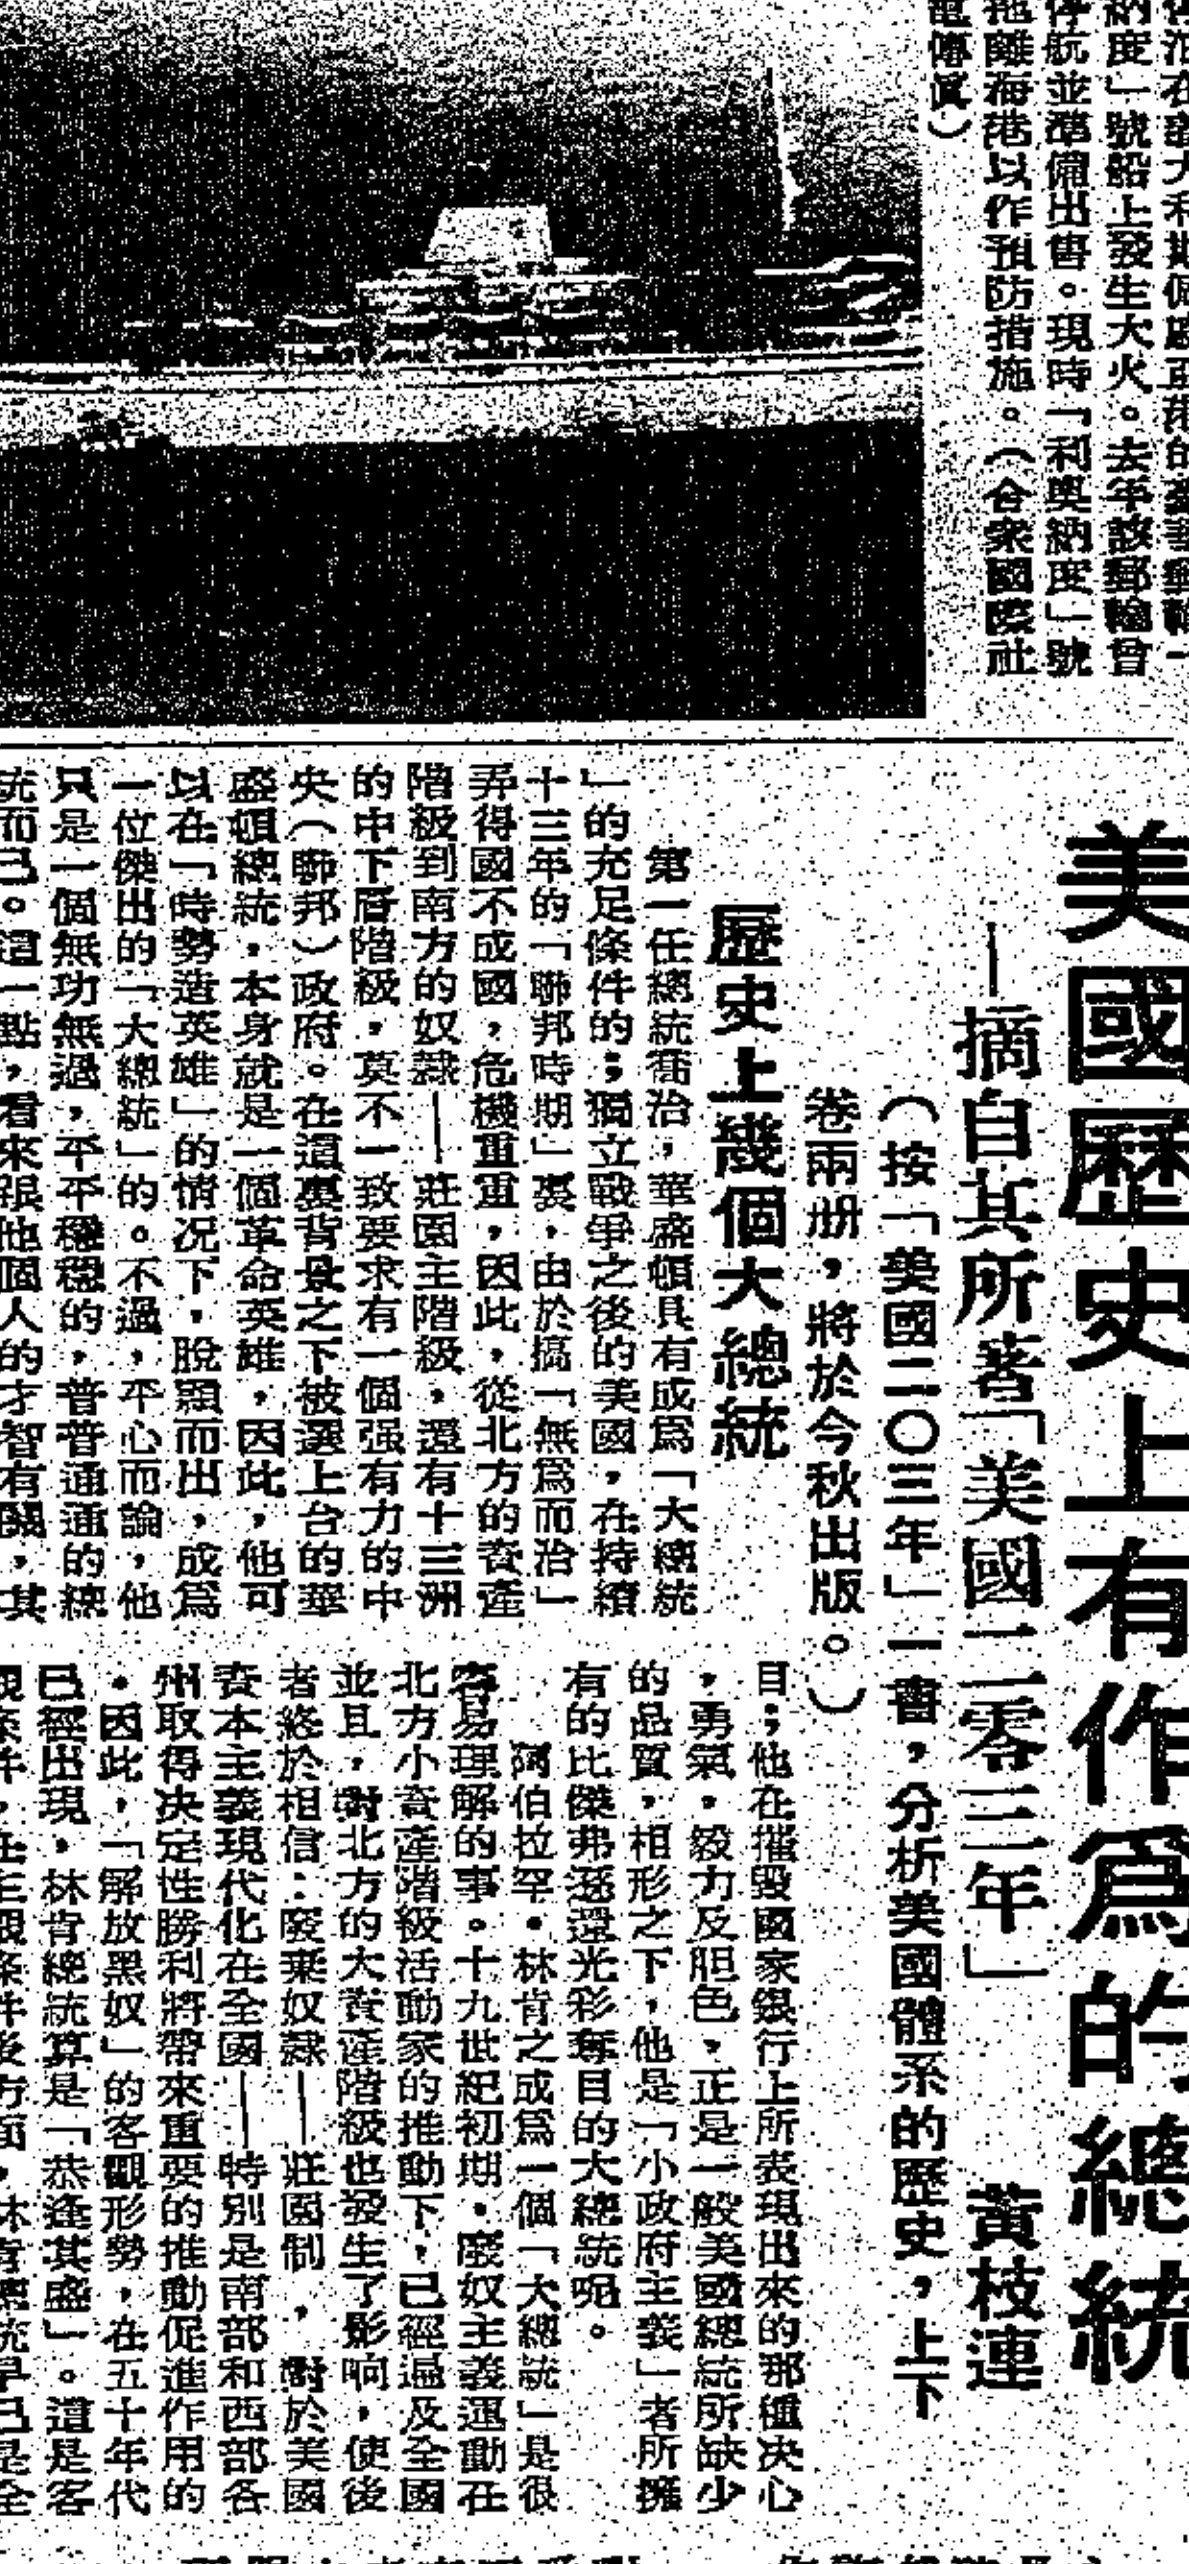 納度」號船上發生大火。去年該郵輪曾
停航並準備出售。現時「利奧納度」號
拖離海港以作預防措施。(合衆國際社
電傳真)
美國歷史上有作爲的總統
—摘自其所著「美國二零三年」 黃枝連
(按「美國二〇三年」一書,分析美國體系的歷史,上下
卷兩册,將於今秋出版。)
歷史上幾個大總統
第一任總統喬治,華盛頓具有成爲「大總統
」的充足條件的;獨立戰爭之後的美國,在持續
十三年的「聯邦時期」裏,由於搞「無爲而治」
弄得國不成國,危機重重,因此,從北方的資產
階級到南方的奴隸——莊園主階級,還有十三洲
的中下層階級,莫不一致要求有一個强有力的中
央(聯邦)政府。在這裏背景之下被選上台的華
盛頓總統,本身就是一個革命英雄,因此,他可
以在「時勢造英雄」的情況下,脫穎而出,成爲
一位傑出的「大總統」的。不過,平心而論,他
只是一個無功無過,平平穩穩的,普普通通的總
統而已。這一點,看來跟他個人的才智有關,其
目;他在摧毀國家銀行上所表現出來的那種決心
,勇氣,毅力及胆色,正是一般美國總統所缺少
的品質,相形之下,他是「小政府主義」者所擁
有的比傑弗遜還光彩奪目的大總統呢。
阿伯拉罕·林肯之成爲一個「大總統」是很
容易理解的事。十九世紀初期,廢奴主義運動在
北方小資產階級活動家的推動下,已經遍及全國
並且,對北方的大資產階級也發生了影响,使後
者終於相信:廢棄奴隸——莊園制,對於美國
資本主義現代化在全國——特別是南部和西部各
州取得決定性勝利將帶來重要的推動促進作用的
。因此,「解放黑奴」的客觀形勢,在五十年代
已經出現,林肯總統算是「恭逢其盛」。這是客